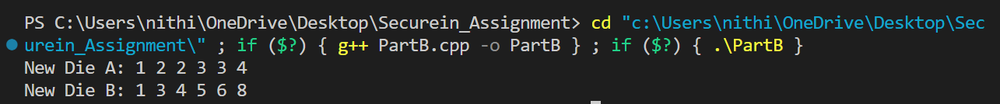 PS C:\Users\nithi\OneDrive\Desktop\Securein_Assignment> cd "c:\Users\nithi\OneDrive\Desktop\Sec
urein_Assignment\" ; if ($?) { g++ PartB.cpp -o PartB } ; if ($?) { .\PartB }
New Die A: 1 2 2 3 3 4
New Die B: 1 3 4 5 6 8